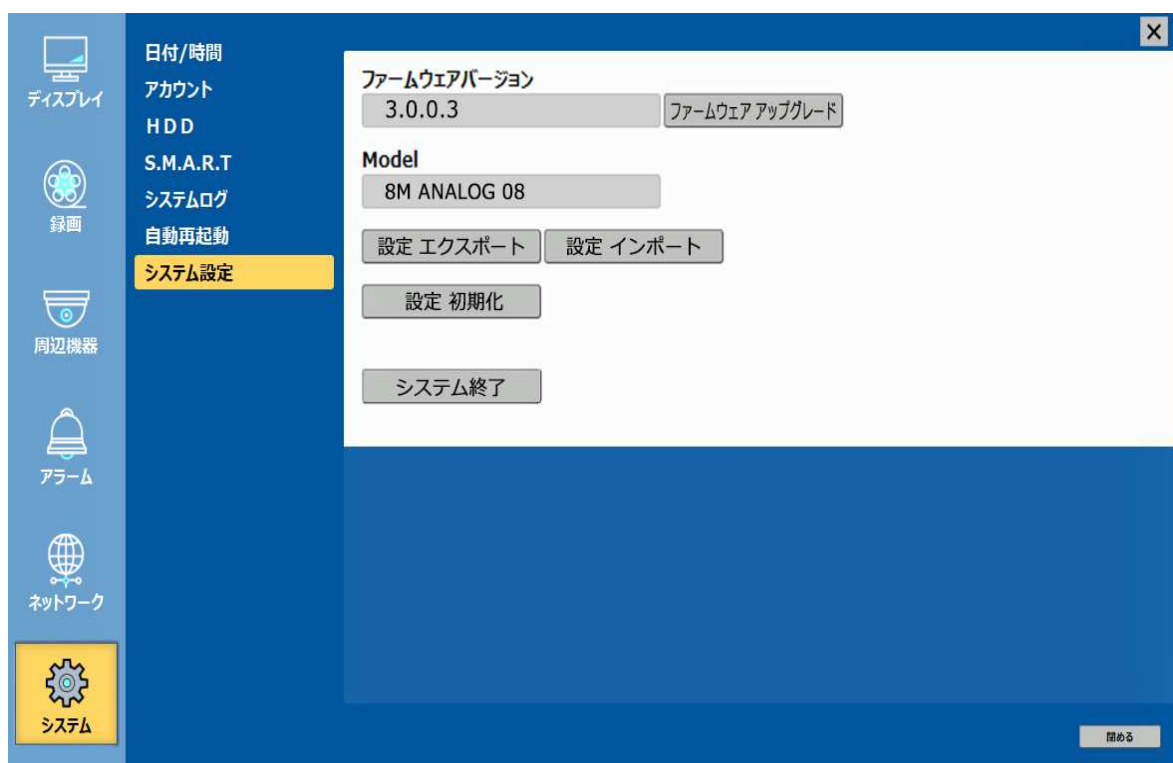 ディスプレイ
録画
周辺機器
アラーム
ネットワーク
システム
日付/時間
アカウント
HDD
S.M.A.R.T
システムログ
自動再起動
システム設定
X
ファームウェアバージョン
3.0.0.3 ファームウェア アップグレード
Model
8M ANALOG 08
設定 エクスポート 設定 インポート
設定 初期化
システム終了
閉める